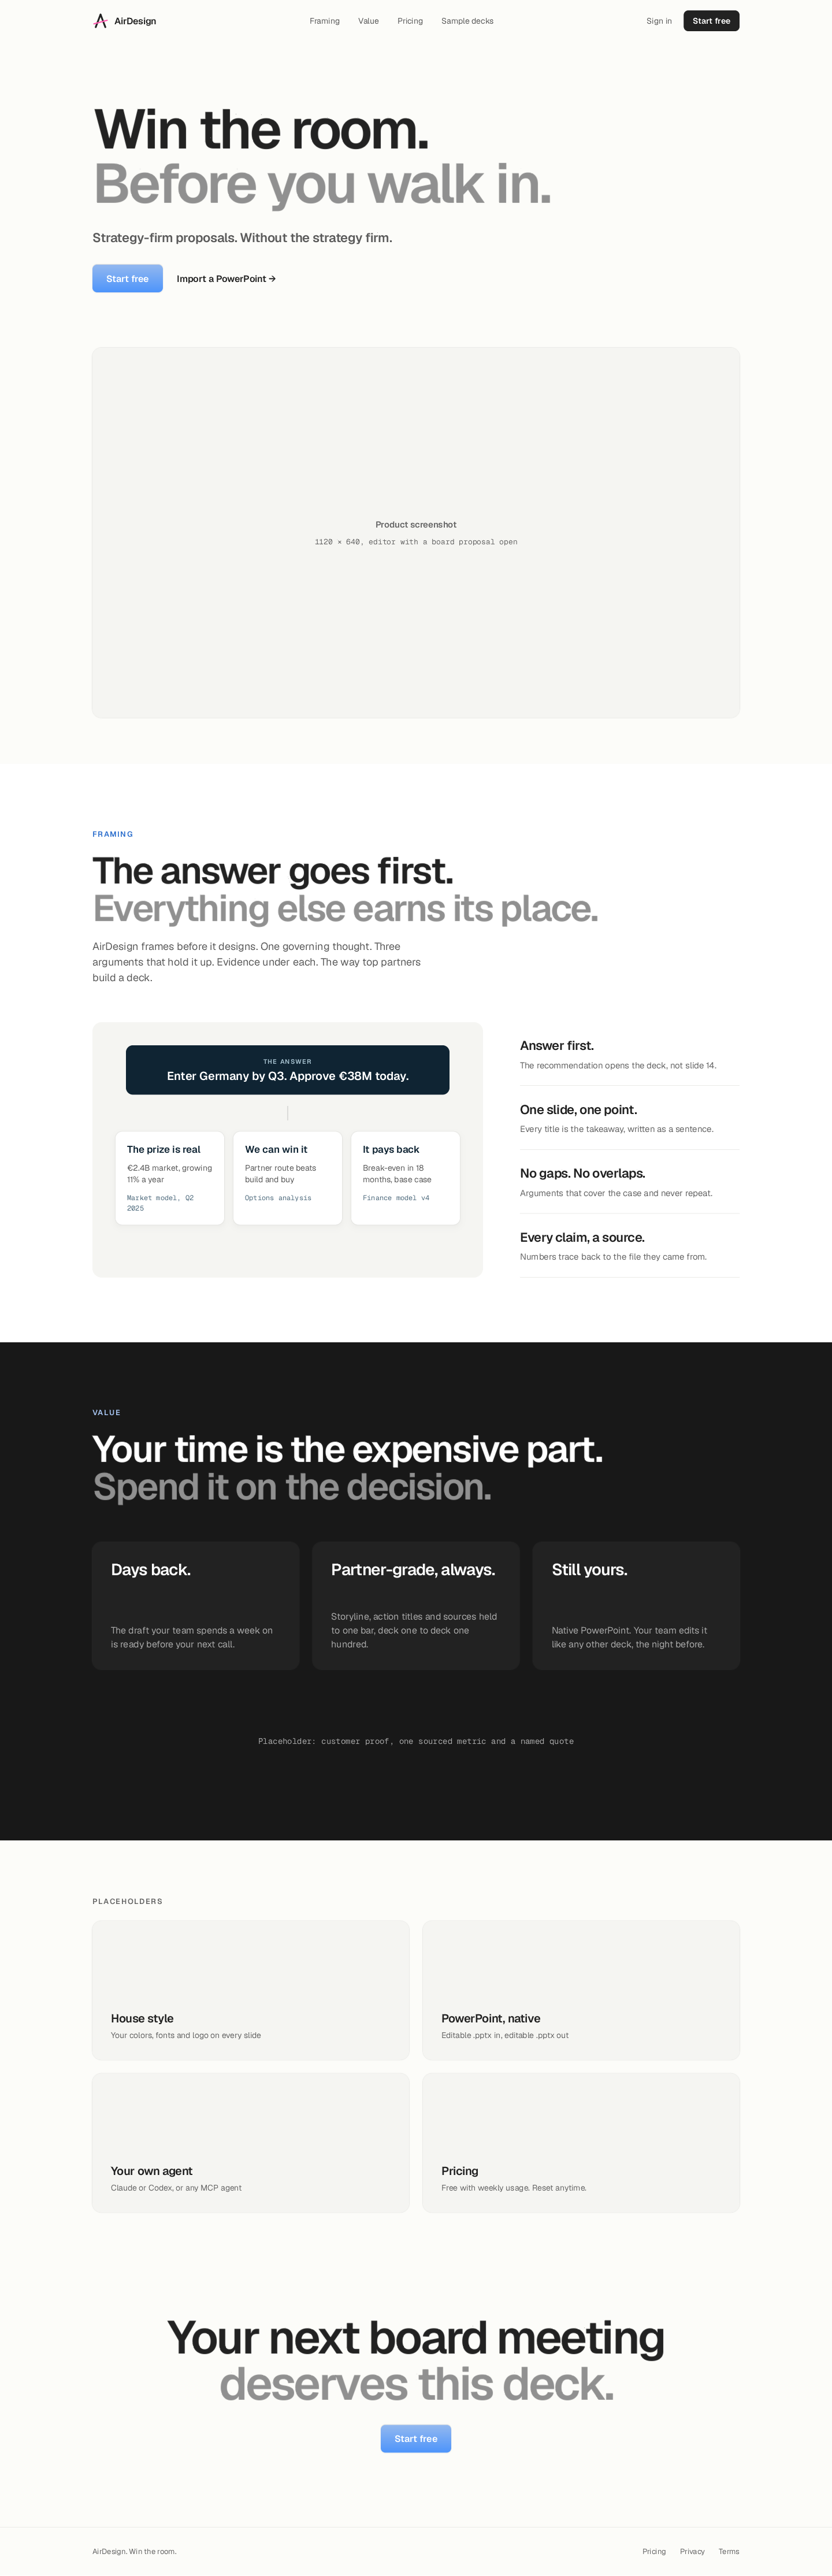 AirDesign
Framing Value Pricing Sample decks
Sign in Start free
Win the room.
Before you walk in.
Strategy-firm proposals. Without the strategy firm.
Start free Import a PowerPoint →
Product screenshot
1120 × 640, editor with a board proposal open
FRAMING
The answer goes first.
Everything else earns its place.
AirDesign frames before it designs. One governing thought. Three
arguments that hold it up. Evidence under each. The way top partners
build a deck.
THE ANSWER
Enter Germany by Q3. Approve €38M today.
The prize is real
€2.4B market, growing
11% a year
Market model, Q2
2025
We can win it
Partner route beats
build and buy
Options analysis
It pays back
Break-even in 18
months, base case
Finance model v4
Answer first.
The recommendation opens the deck, not slide 14.
One slide, one point.
Every title is the takeaway, written as a sentence.
No gaps. No overlaps.
Arguments that cover the case and never repeat.
Every claim, a source.
Numbers trace back to the file they came from.
VALUE
Your time is the expensive part.
Spend it on the decision.
Days back.
The draft your team spends a week on
is ready before your next call.
Partner-grade, always.
Storyline, action titles and sources held
to one bar, deck one to deck one
hundred.
Still yours.
Native PowerPoint. Your team edits it
like any other deck, the night before.
Placeholder: customer proof, one sourced metric and a named quote
PLACEHOLDERS
House style
Your colors, fonts and logo on every slide
PowerPoint, native
Editable .pptx in, editable .pptx out
Your own agent
Claude or Codex, or any MCP agent
Pricing
Free with weekly usage. Reset anytime.
Your next board meeting
deserves this deck.
Start free
AirDesign. Win the room.
Pricing Privacy Terms